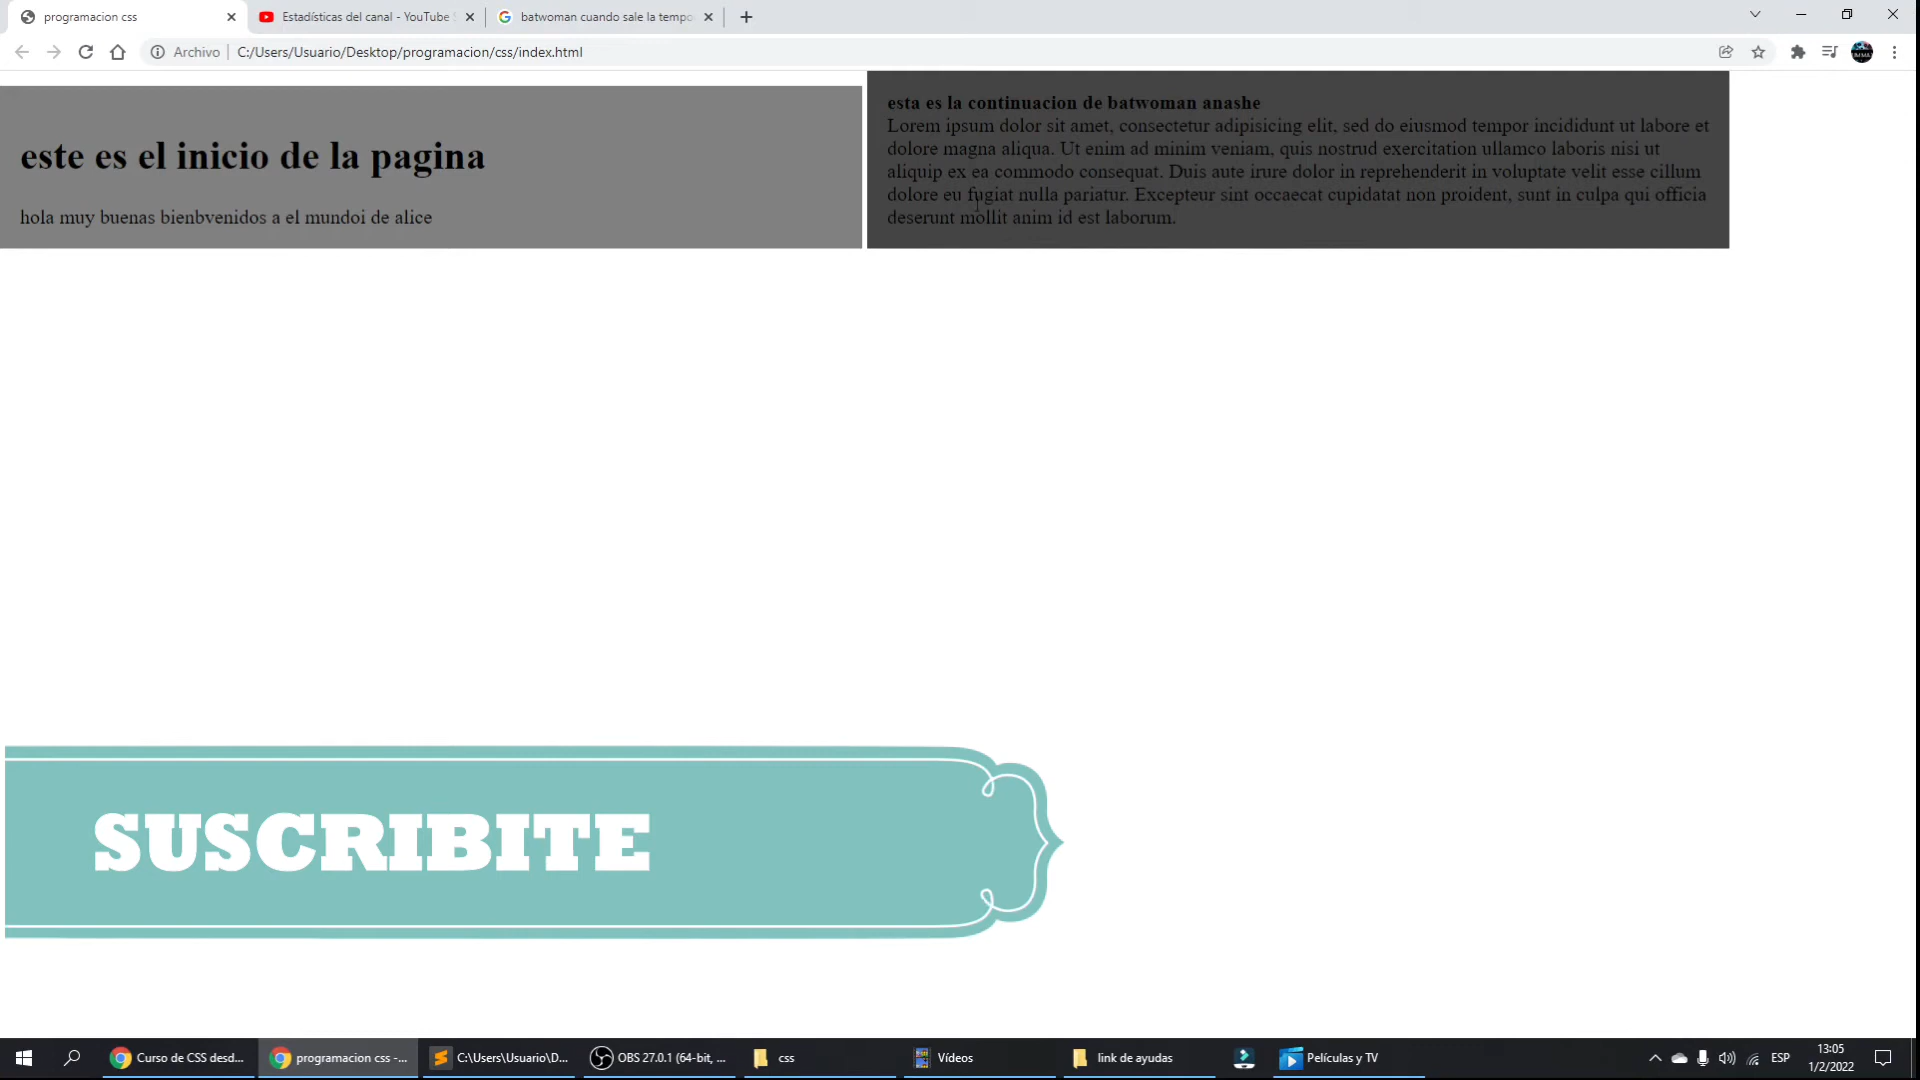 programacion css
Estadísticas del canal - YouTube
batwoman cuando sale la tempo
Archivo
C:/Users/Usuario/Desktop/programacion/css/index.html
este es el inicio de la pagina
hola muy buenas bienbvenidos a el mundoi de alice
esta es la continuacion de batwoman anashe
Lorem ipsum dolor sit amet, consectetur adipisicing elit, sed do eiusmod tempor incididunt ut labore et
dolore magna aliqua. Ut enim ad minim veniam, quis nostrud exercitation ullamco laboris nisi ut
aliquip ex ea commodo consequat. Duis aute irure dolor in reprehenderit in voluptate velit esse cillum
dolore eu fugiat nulla pariatur. Excepteur sint occaecat cupidatat non proident, sunt in culpa qui officia
deserunt mollit anim id est laborum.
SUSCRIBITE
Curso de CSS desd...
programacion css -...
C:\Users\Usuario\D...
OBS 27.0.1 (64-bit, ...
css
Vídeos
link de ayudas
Películas y TV
ESP
13:05
1/2/2022